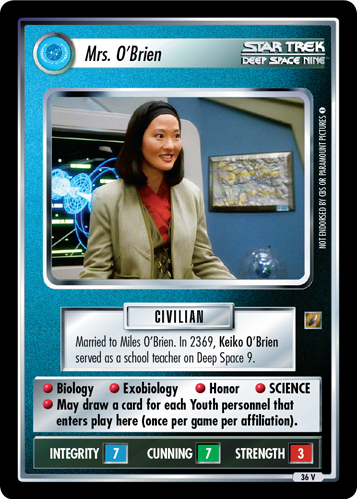 Mrs. O'Brien
STAR TREK
DEEP SPACE NINE™
NOT ENDORSED BY CBS OR PARAMOUNT PICTURES
CIVILIAN
Married to Miles O'Brien. In 2369, Keiko O'Brien
served as a school teacher on Deep Space 9.
• Biology • Exobiology • Honor • SCIENCE
• May draw a card for each Youth personnel that
enters play here (once per game per affiliation).
INTEGRITY 7 CUNNING 7 STRENGTH 3
36 V